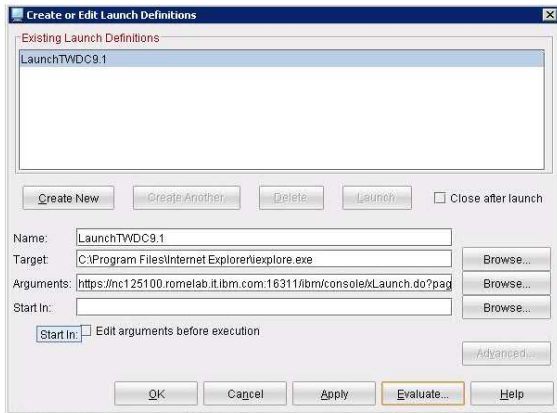 Create or Edit Launch Definitions
Existing Launch Definitions
LaunchTWDC9.1
Create New
Create Another
Delete
Launch
Close after launch
Name:
LaunchTWDC9.1
Target:
C:\Program Files\Internet Explorer\iexplore.exe
Browse...
Arguments:
https://nc125100.romelab.it.ibm.com:16311/ibm/console/xLaunch.do?pag
Browse...
Start In:
Browse...
Start In:
Edit arguments before execution
Advanced...
OK
Cancel
Apply
Evaluate...
Help